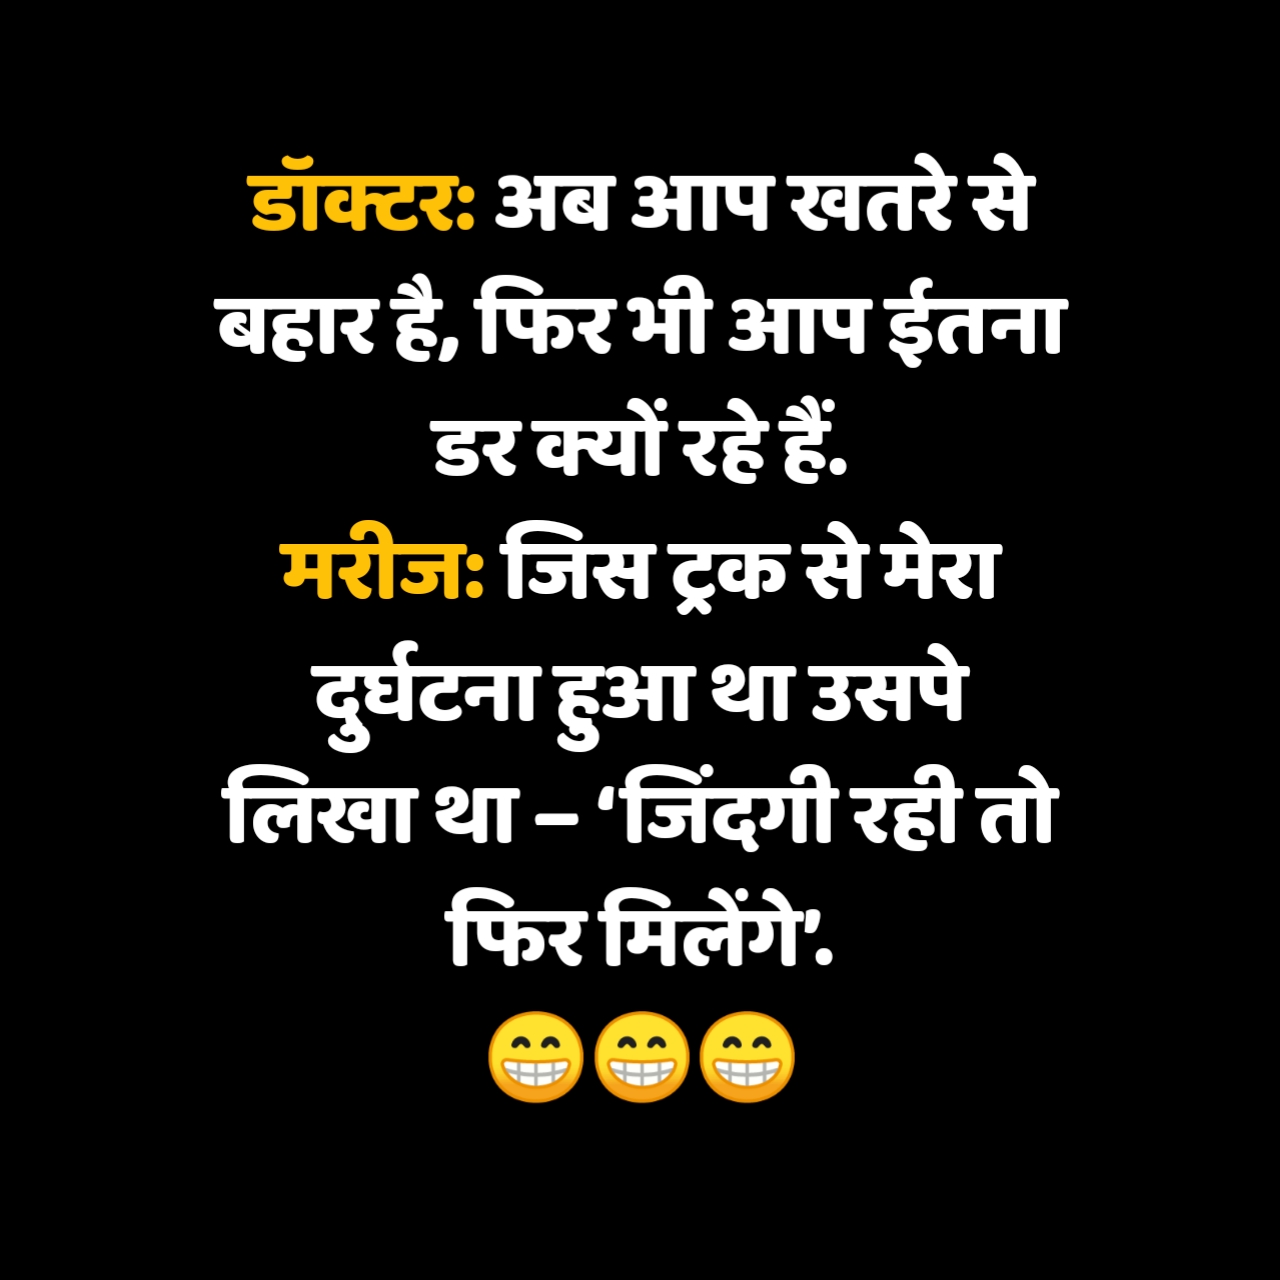 डॉक्टर: अब आप खतरे से
बहार है, फिर भी आप ईतना
डर क्यों रहे हैं.
मरीज: जिस ट्रक से मेरा
दुर्घटना हुआ था उसपे
लिखा था – ‘जिंदगी रही तो
फिर मिलेंगे’.
😁😁😁